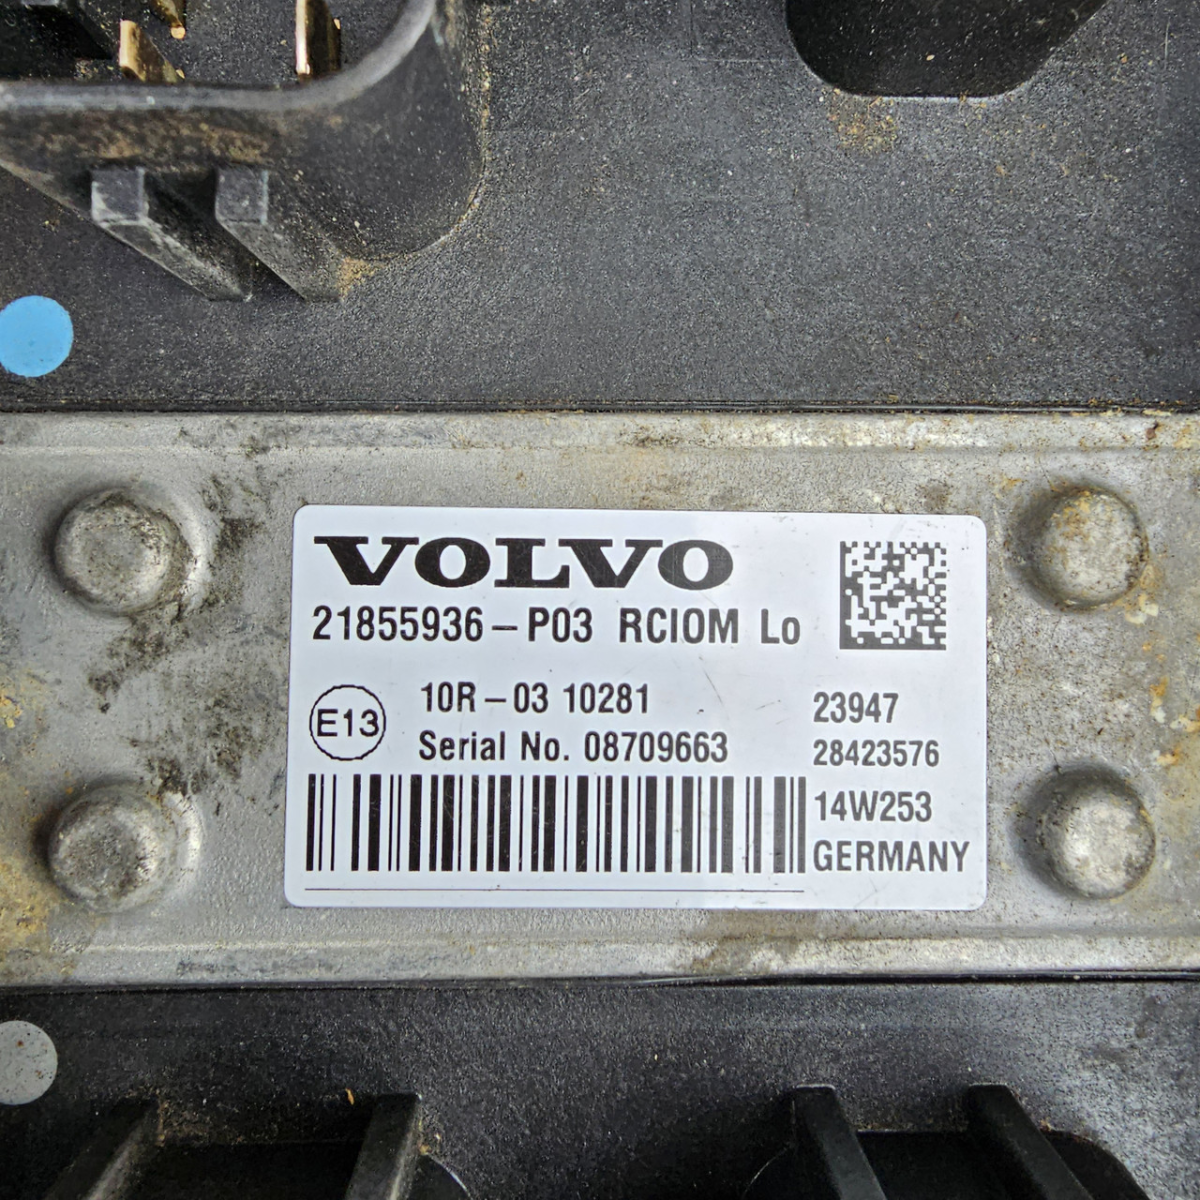 VOLVO
21855936-P03 RCIOM Lo
E13
10R-03 10281
Serial No. 08709663
23947
28423576
14W253
GERMANY